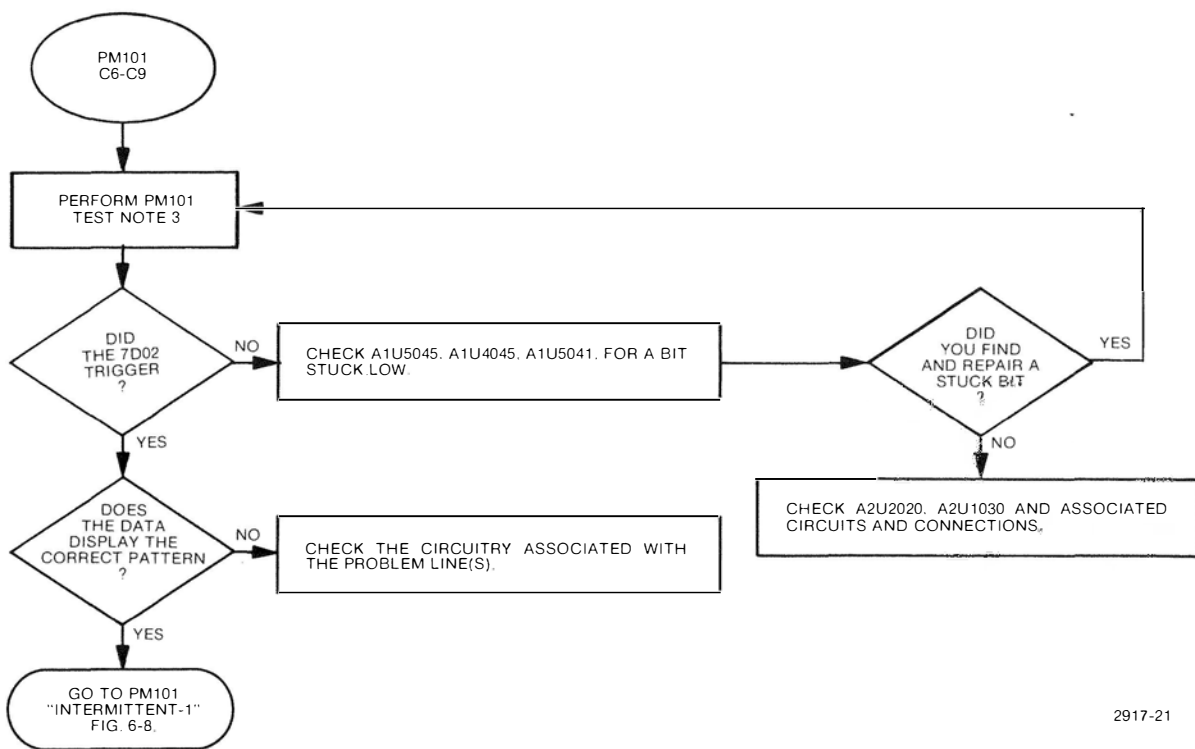 PM101
C6-C9
PERFORM PM101
TEST NOTE 3
DID
THE 7D02
TRIGGER
?
NO
CHECK A1U5045. A1U4045, A1U5041, FOR A BIT
STUCK LOW.
DID
YOU FIND
AND REPAIR A
STUCK BIT
?
YES
NO
CHECK A2U2020, A2U1030 AND ASSOCIATED
CIRCUITS AND CONNECTIONS.
YES
DOES
THE DATA
DISPLAY THE
CORRECT PATTERN
?
NO
CHECK THE CIRCUITRY ASSOCIATED WITH
THE PROBLEM LINE(S).
YES
GO TO PM101
"INTERMITTENT-1"
FIG. 6-8.
2917-21